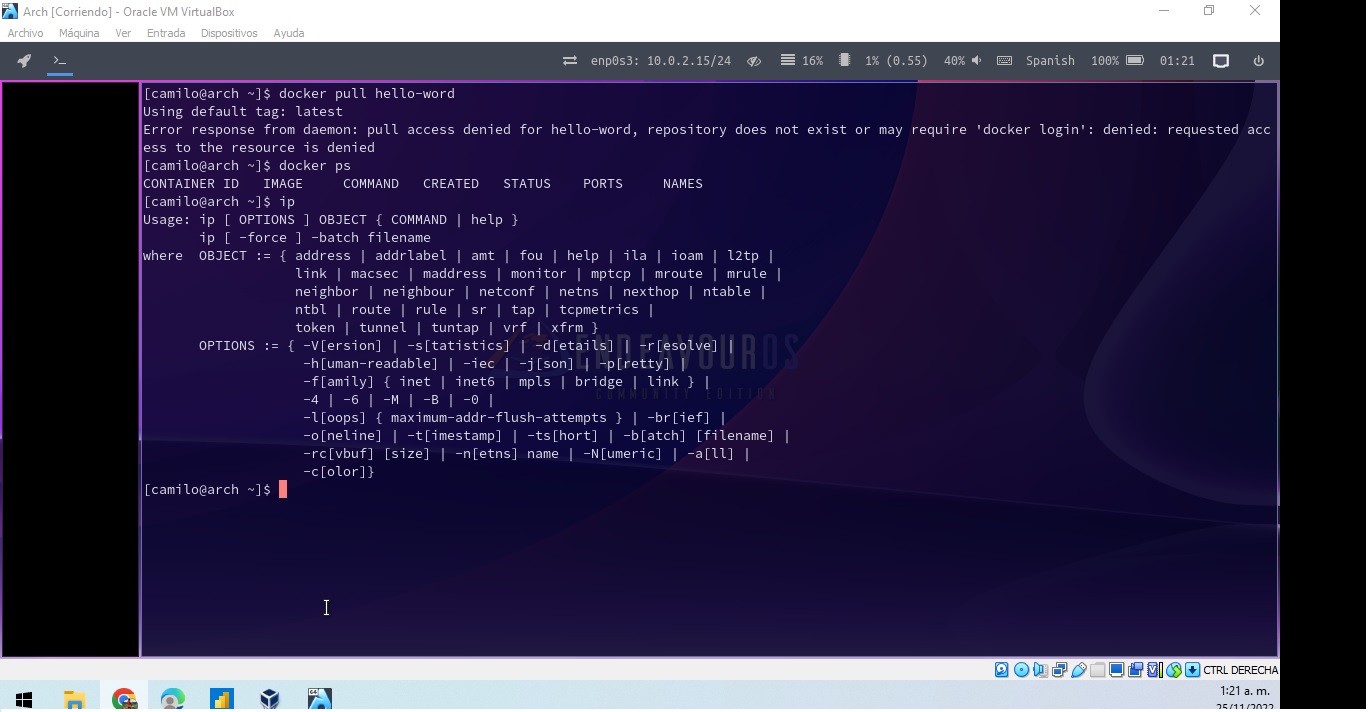 Arch [Corriendo] - Oracle VM VirtualBox
Archivo Máquina Ver Entrada Dispositivos Ayuda
enp0s3: 10.0.2.15/24 16% 1% (0.55) 40% Spanish 100% 01:21
[camilo@arch ~]$ docker pull hello-word
Using default tag: latest
Error response from daemon: pull access denied for hello-word, repository does not exist or may require 'docker login': denied: requested acc
ess to the resource is denied
[camilo@arch ~]$ docker ps
CONTAINER ID   IMAGE     COMMAND   CREATED   STATUS    PORTS     NAMES
[camilo@arch ~]$ ip
Usage: ip [ OPTIONS ] OBJECT { COMMAND | help }
       ip [ -force ] -batch filename
where  OBJECT := { address | addrlabel | amt | fou | help | ila | ioam | l2tp |
                   link | macsec | maddress | monitor | mptcp | mroute | mrule |
                   neighbor | neighbour | netconf | netns | nexthop | ntable |
                   ntbl | route | rule | sr | tap | tcpmetrics |
                   token | tunnel | tuntap | vrf | xfrm }
       OPTIONS := { -V[ersion] | -s[tatistics] | -d[etails] | -r[esolve] |
                    -h[uman-readable] | -iec | -j[son] | -p[retty] |
                    -f[amily] { inet | inet6 | mpls | bridge | link } |
                    -4 | -6 | -M | -B | -0 |
                    -l[oops] { maximum-addr-flush-attempts } | -br[ief] |
                    -o[neline] | -t[imestamp] | -ts[hort] | -b[atch] [filename] |
                    -rc[vbuf] [size] | -n[etns] name | -N[umeric] | -a[ll] |
                    -c[olor]}
[camilo@arch ~]$
ENDEAVOUROS
COMMUNITY EDITION
CTRL DERECHA
1:21 a. m.
25/11/2022